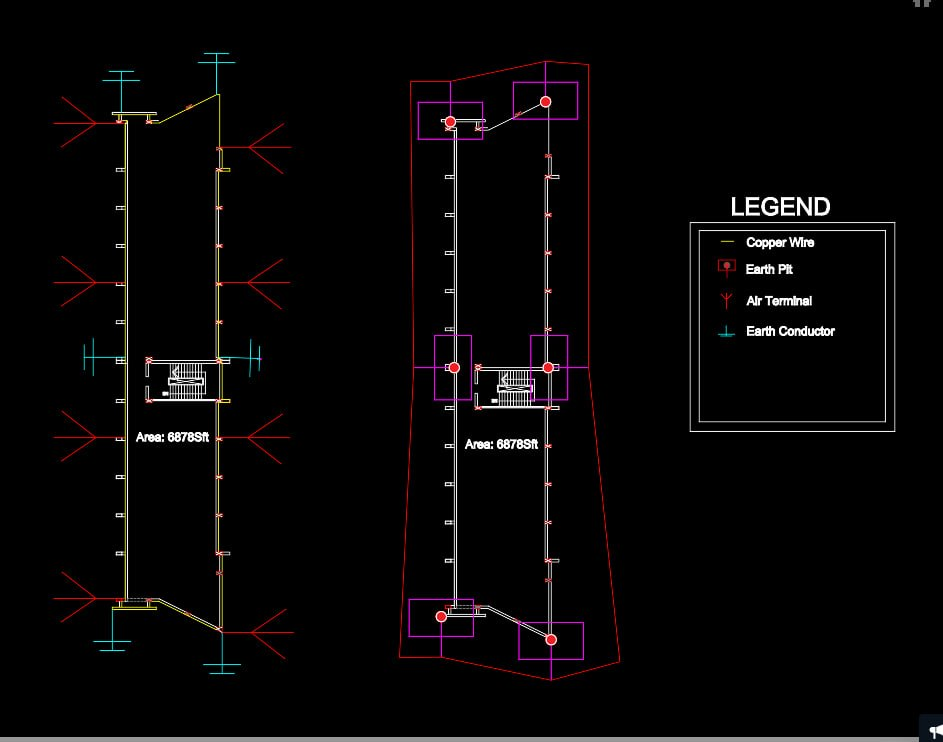 LEGEND
Copper Wire
Earth Pit
Air Terminal
Earth Conductor
Area: 6878Sft
Area: 6878Sft